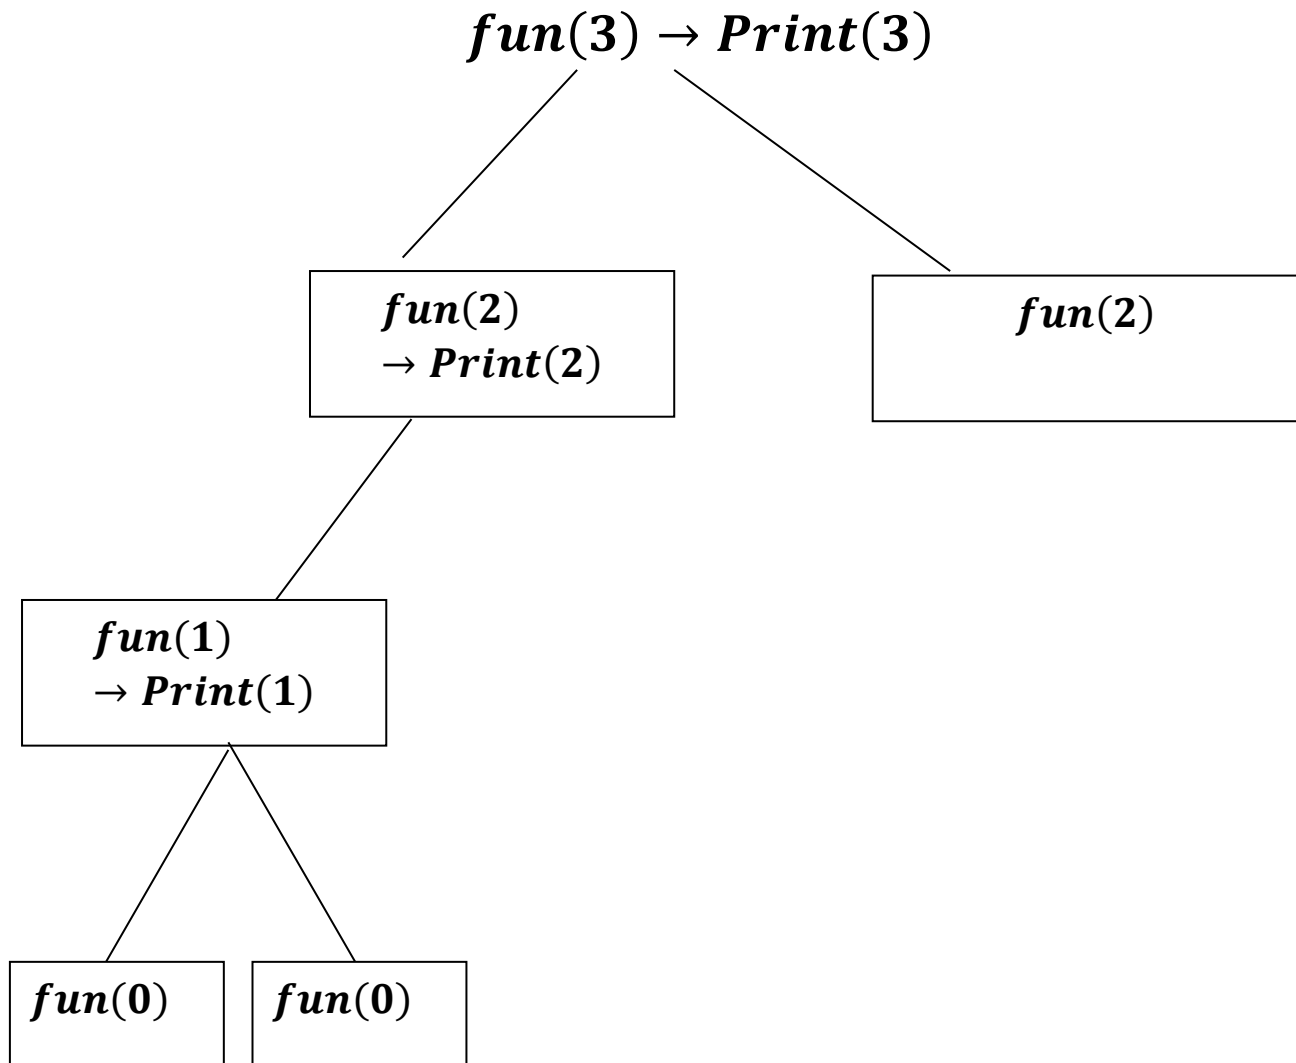 fun(3) → Print(3)
fun(2)
→ Print(2)
fun(2)
fun(1)
→ Print(1)
fun(0)
fun(0)